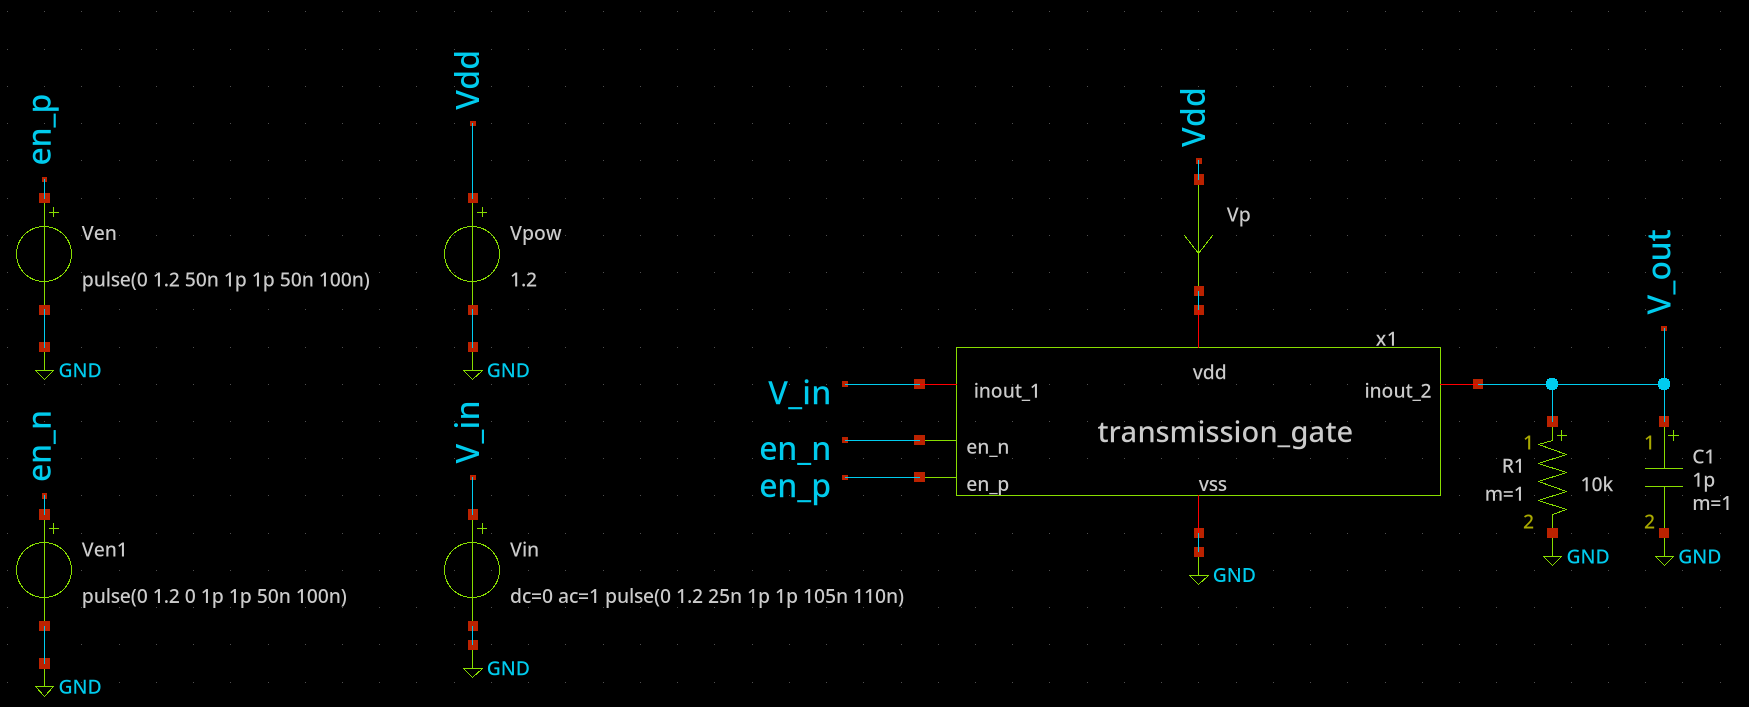 en_p
+
Ven
pulse(0 1.2 50n 1p 1p 50n 100n)
GND
Vdd
+
Vpow
1.2
GND
en_n
+
Ven1
pulse(0 1.2 0 1p 1p 50n 100n)
GND
V_in
+
Vin
dc=0 ac=1 pulse(0 1.2 25n 1p 1p 105n 110n)
GND
Vdd
Vp
x1
V_in
en_n
en_p
vdd
inout_1
inout_2
transmission_gate
en_n
en_p
vss
GND
V_out
1
+
R1
m=1
10k
2
GND
1
+
C1
1p
m=1
2
GND